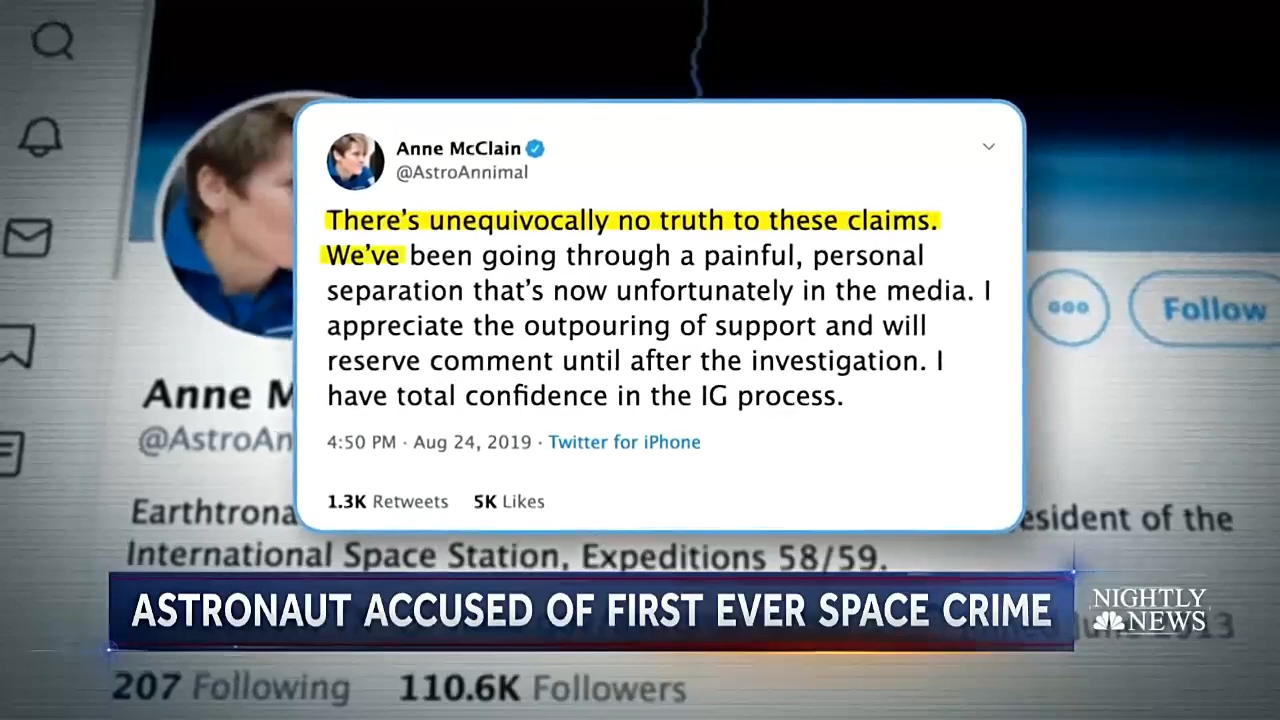 Anne McClain
@AstroAnnimal
There's unequivocally no truth to these claims.
We've been going through a painful, personal
separation that's now unfortunately in the media. I
appreciate the outpouring of support and will
reserve comment until after the investigation. I
have total confidence in the IG process.
4:50 PM · Aug 24, 2019 · Twitter for iPhone
1.3K Retweets 5K Likes
Follow
Anne M
@AstroAn
Earthtrona
esident of the
International Space Station, Expeditions 58/59.
ASTRONAUT ACCUSED OF FIRST EVER SPACE CRIME
NIGHTLY
NEWS
207 Following 110.6K Followers